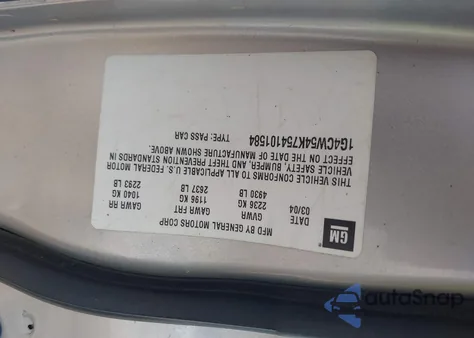 GM
MFD BY GENERAL MOTORS CORP
DATE GVWR GAWR FRT GAWR RR
03/04 2236 KG 1196 KG 1040 KG
4930 LB 2637 LB 2293 LB
THIS VEHICLE CONFORMS TO ALL APPLICABLE U.S. FEDERAL MOTOR
VEHICLE SAFETY, BUMPER, AND THEFT PREVENTION STANDARDS IN
EFFECT ON THE DATE OF MANUFACTURE SHOWN ABOVE.
TYPE: PASS CAR
1G4CW54K754101584
autoSnap